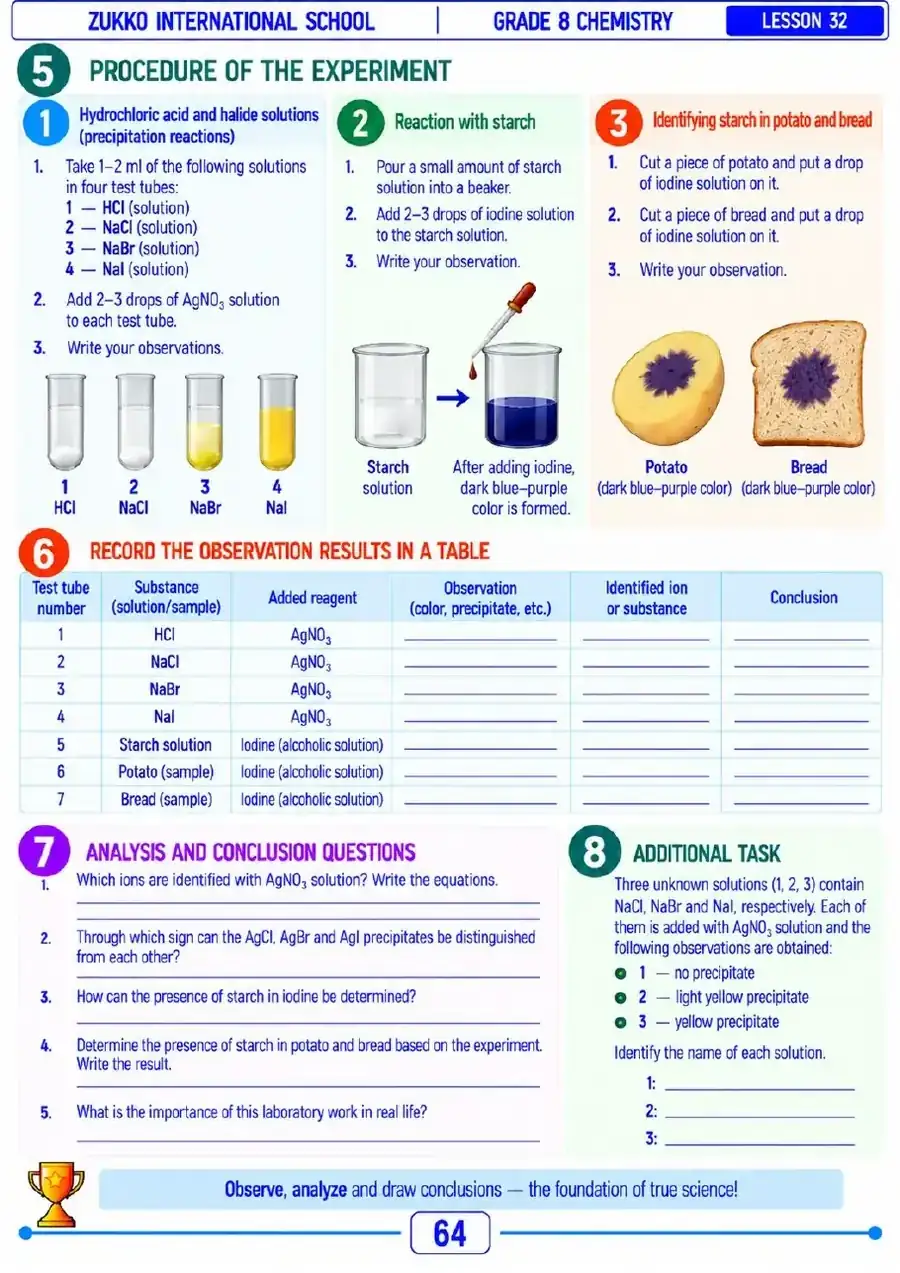 ZUKKO INTERNATIONAL SCHOOL | GRADE 8 CHEMISTRY LESSON 32
5 PROCEDURE OF THE EXPERIMENT
1 Hydrochloric acid and halide solutions
(precipitation reactions)
1. Take 1–2 ml of the following solutions
in four test tubes:
1 — HCl (solution)
2 — NaCl (solution)
3 — NaBr (solution)
4 — NaI (solution)
2. Add 2–3 drops of AgNO₃ solution
to each test tube.
3. Write your observations.
1 2 3 4
HCl NaCl NaBr NaI
2 Reaction with starch
1. Pour a small amount of starch
solution into a beaker.
2. Add 2–3 drops of iodine solution
to the starch solution.
3. Write your observation.
Starch
solution
After adding iodine,
dark blue–purple
color is formed.
3 Identifying starch in potato and bread
1. Cut a piece of potato and put a drop
of iodine solution on it.
2. Cut a piece of bread and put a drop
of iodine solution on it.
3. Write your observation.
Potato
(dark blue–purple color)
Bread
(dark blue–purple color)
6 RECORD THE OBSERVATION RESULTS IN A TABLE
Test tube number | Substance (solution/sample) | Added reagent | Observation (color, precipitate, etc.) | Identified ion or substance | Conclusion
1 HCl AgNO₃
2 NaCl AgNO₃
3 NaBr AgNO₃
4 NaI AgNO₃
5 Starch solution Iodine (alcoholic solution)
6 Potato (sample) Iodine (alcoholic solution)
7 Bread (sample) Iodine (alcoholic solution)
7 ANALYSIS AND CONCLUSION QUESTIONS
1. Which ions are identified with AgNO₃ solution? Write the equations.
2. Through which sign can the AgCl, AgBr and AgI precipitates be distinguished
from each other?
3. How can the presence of starch in iodine be determined?
4. Determine the presence of starch in potato and bread based on the experiment.
Write the result.
5. What is the importance of this laboratory work in real life?
8 ADDITIONAL TASK
Three unknown solutions (1, 2, 3) contain
NaCl, NaBr and NaI, respectively. Each of
them is added with AgNO₃ solution and the
following observations are obtained:
1 — no precipitate
2 — light yellow precipitate
3 — yellow precipitate
Identify the name of each solution.
1:
2:
3:
Observe, analyze and draw conclusions — the foundation of true science!
64